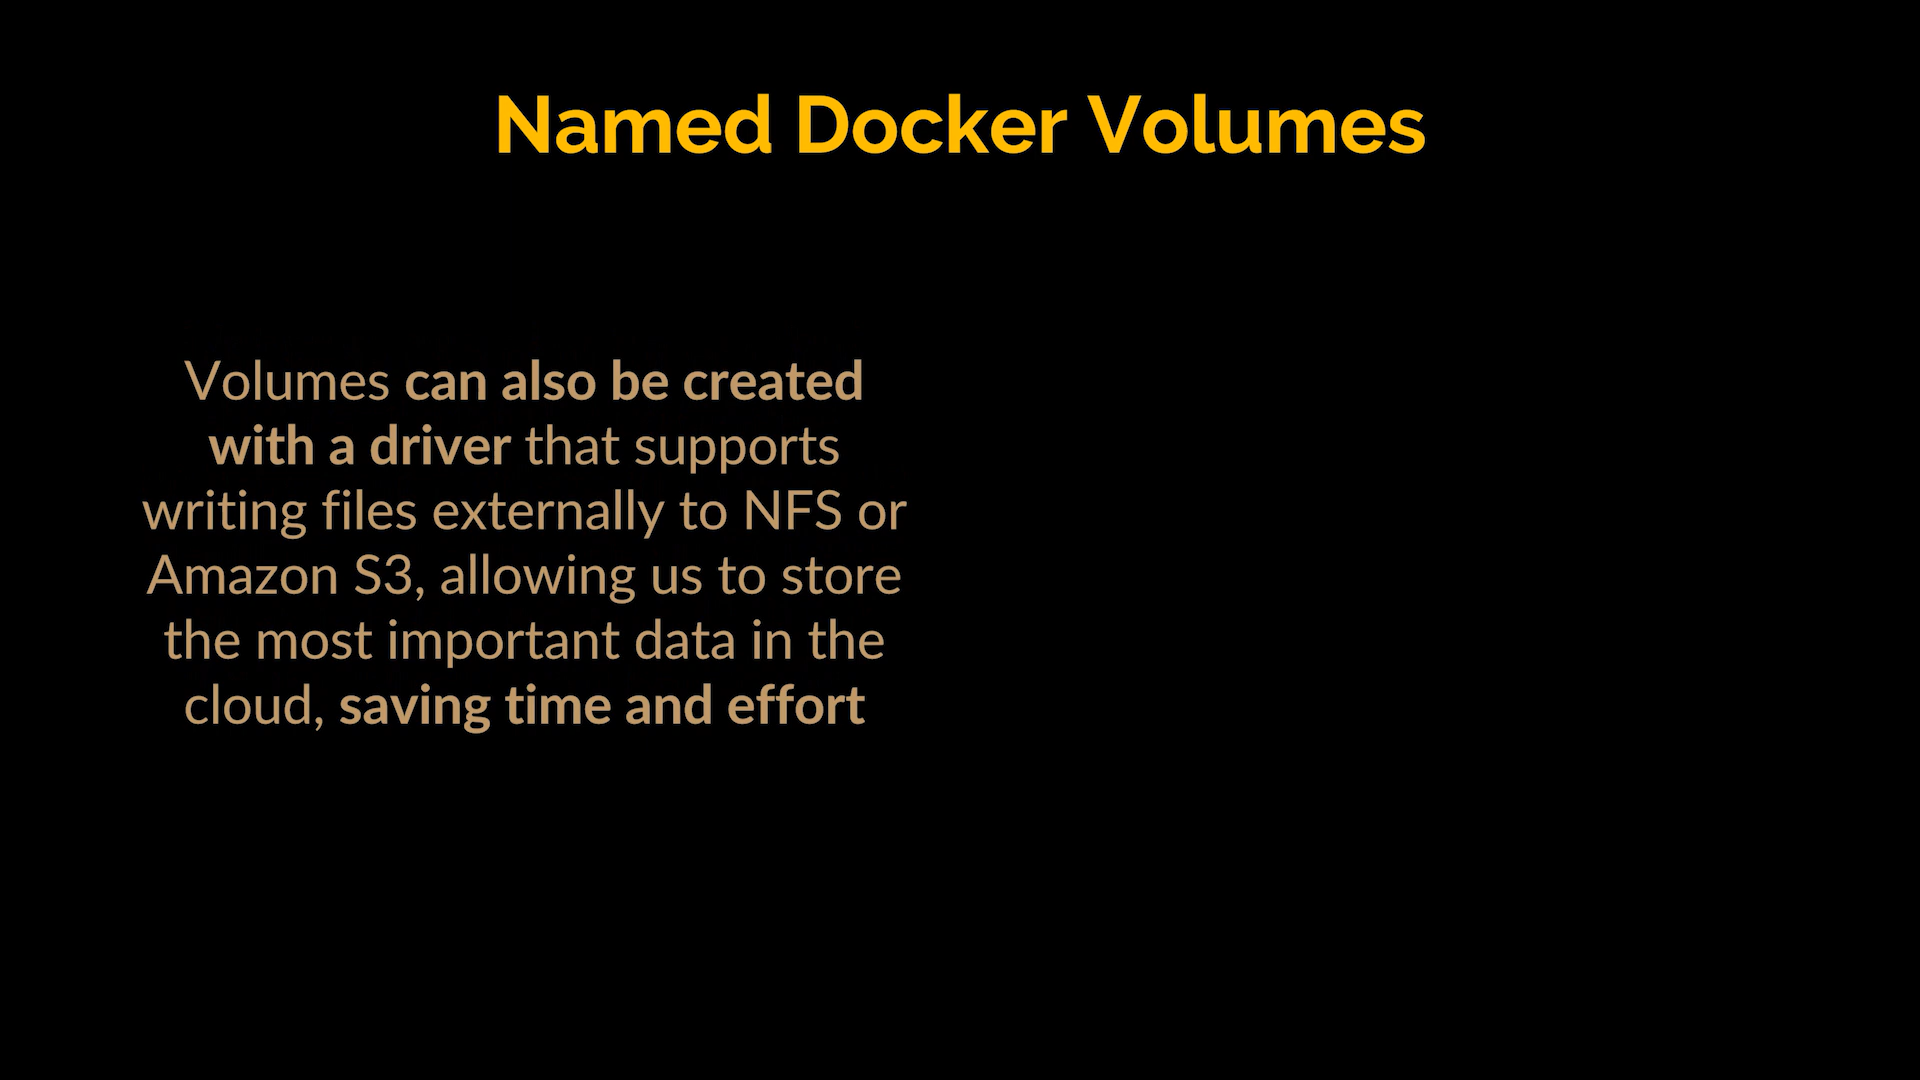 Named Docker Volumes
Volumes can also be created
with a driver that supports
writing files externally to NFS or
Amazon S3, allowing us to store
the most important data in the
cloud, saving time and effort